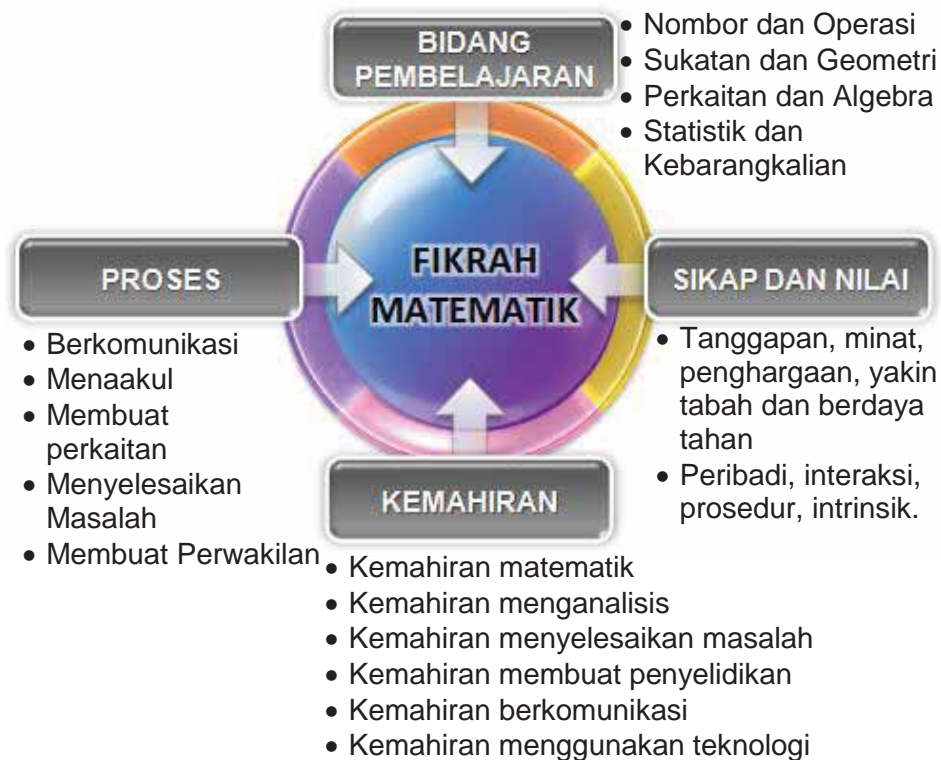 BIDANG
PEMBELAJARAN
• Nombor dan Operasi
• Sukatan dan Geometri
• Perkaitan dan Algebra
• Statistik dan
Kebarangkalian
FIKRAH
MATEMATIK
PROSES
• Berkomunikasi
• Menaakul
• Membuat
perkaitan
• Menyelesaikan
Masalah
• Membuat Perwakilan
SIKAP DAN NILAI
• Tanggapan, minat,
penghargaan, yakin
tabah dan berdaya
tahan
• Peribadi, interaksi,
prosedur, intrinsik.
KEMAHIRAN
• Kemahiran matematik
• Kemahiran menganalisis
• Kemahiran menyelesaikan masalah
• Kemahiran membuat penyelidikan
• Kemahiran berkomunikasi
• Kemahiran menggunakan teknologi